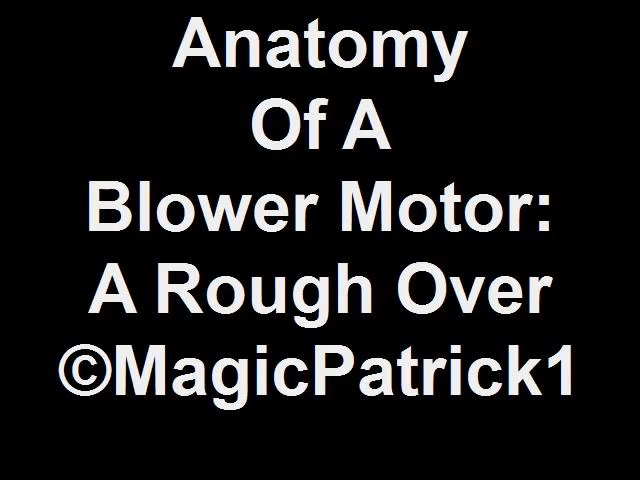 Anatomy
Of A
Blower Motor:
A Rough Over
©MagicPatrick1